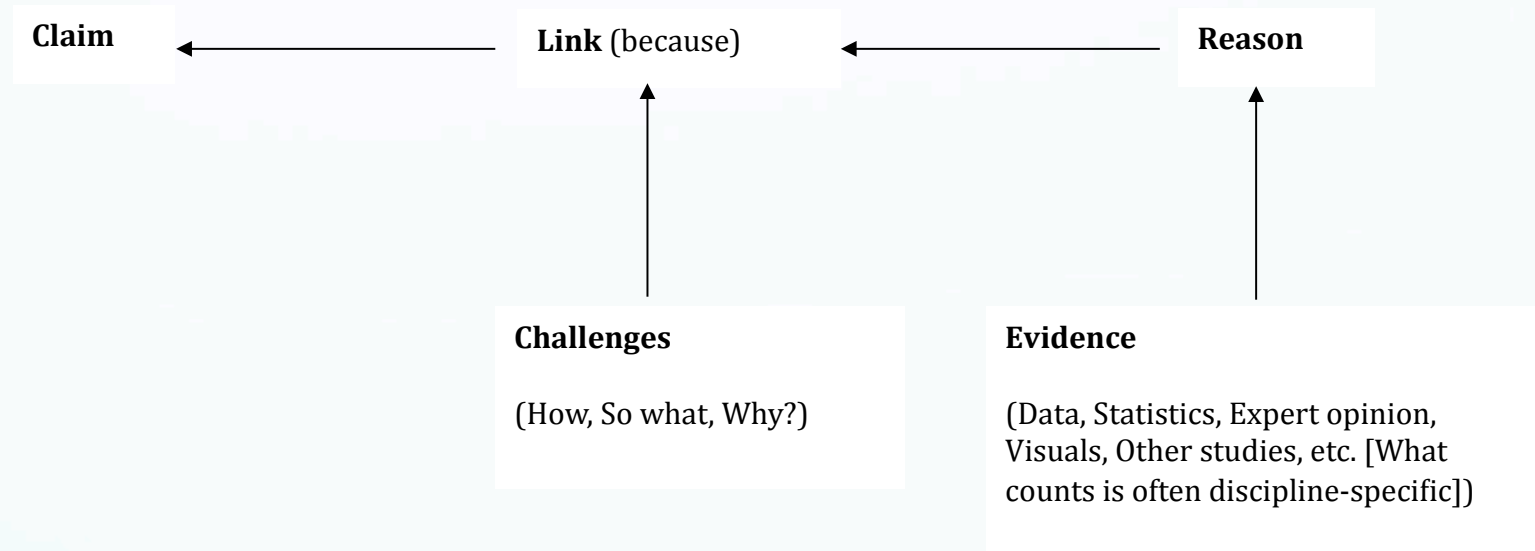 Claim
Link (because)
Reason
Challenges
(How, So what, Why?)
Evidence
(Data, Statistics, Expert opinion,
Visuals, Other studies, etc. [What
counts is often discipline-specific])